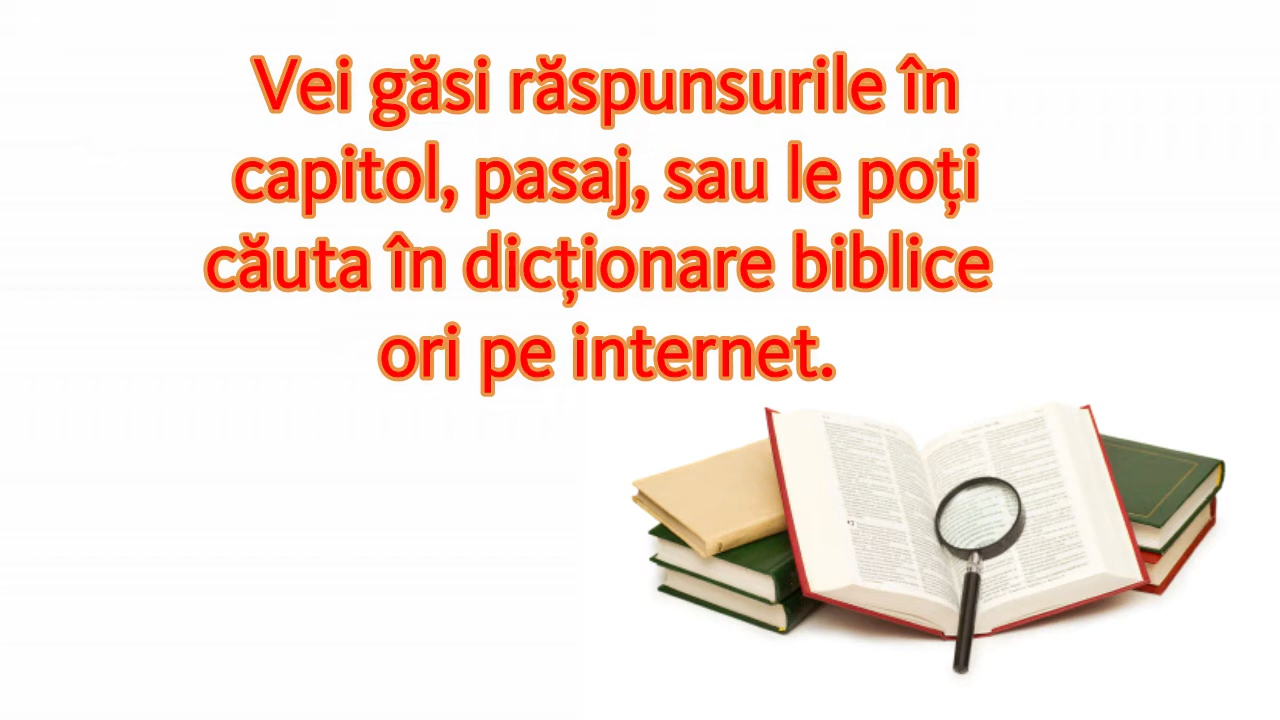 Vei găsi răspunsurile în
capitol, pasaj, sau le poți
căuta în dicționare biblice
ori pe internet.